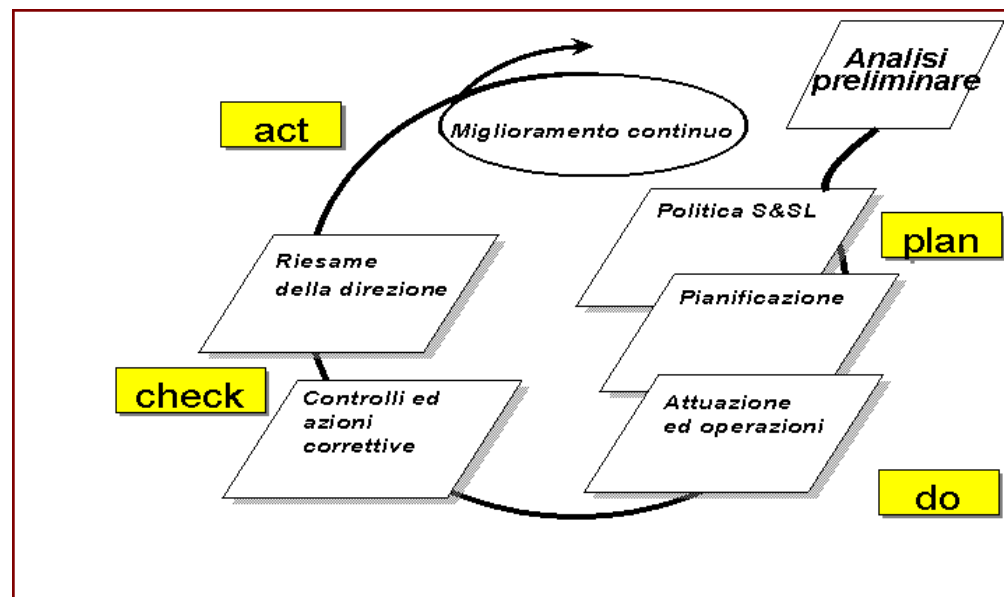 Analisi
preliminare
act
Miglioramento continuo
Politica S&SL
plan
Riesame
della direzione
Pianificazione
check
Controlli ed
azioni
correttive
Attuazione
ed operazioni
do